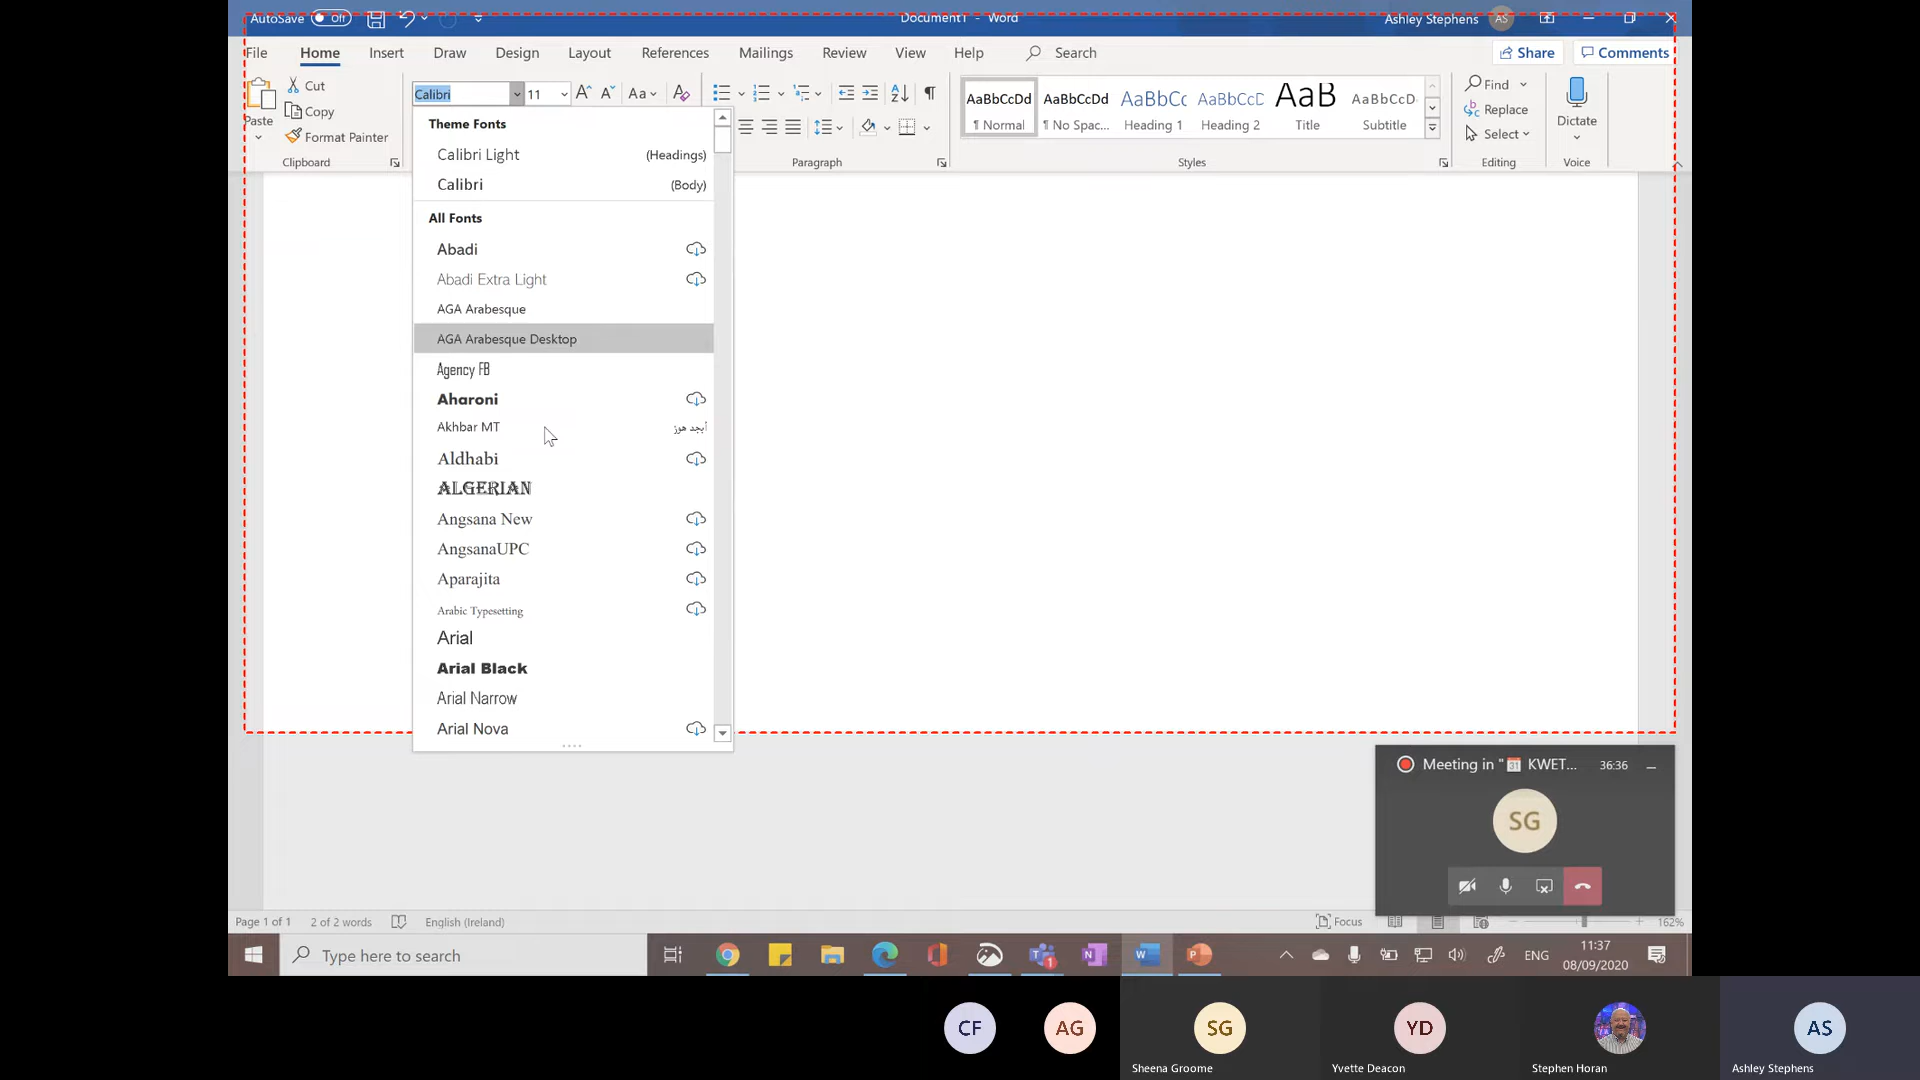 AutoSave Off
Document1 - Word
Ashley Stephens AS
File Home Insert Draw Design Layout References Mailings Review View Help Search
Share Comments
Paste
Cut
Copy
Format Painter
Clipboard
Calibri 11 Aa
Paragraph
AaBbCcDd AaBbCcDd AaBbCc AaBbCcD AaB AaBbCcD
¶ Normal ¶ No Spac... Heading 1 Heading 2 Title Subtitle
Styles
Find
Replace
Select
Editing
Dictate
Voice
Theme Fonts
Calibri Light (Headings)
Calibri (Body)
All Fonts
Abadi
Abadi Extra Light
AGA Arabesque
AGA Arabesque Desktop
Agency FB
Aharoni
Akhbar MT أبجد هوز
Aldhabi
ALGERIAN
Angsana New
AngsanaUPC
Aparajita
Arabic Typesetting
Arial
Arial Black
Arial Narrow
Arial Nova
Meeting in "31 KWET... 36:36
SG
Page 1 of 1 2 of 2 words English (Ireland)
Focus 162%
Type here to search
ENG
11:37
08/09/2020
CF AG SG YD AS
Sheena Groome Yvette Deacon Stephen Horan Ashley Stephens